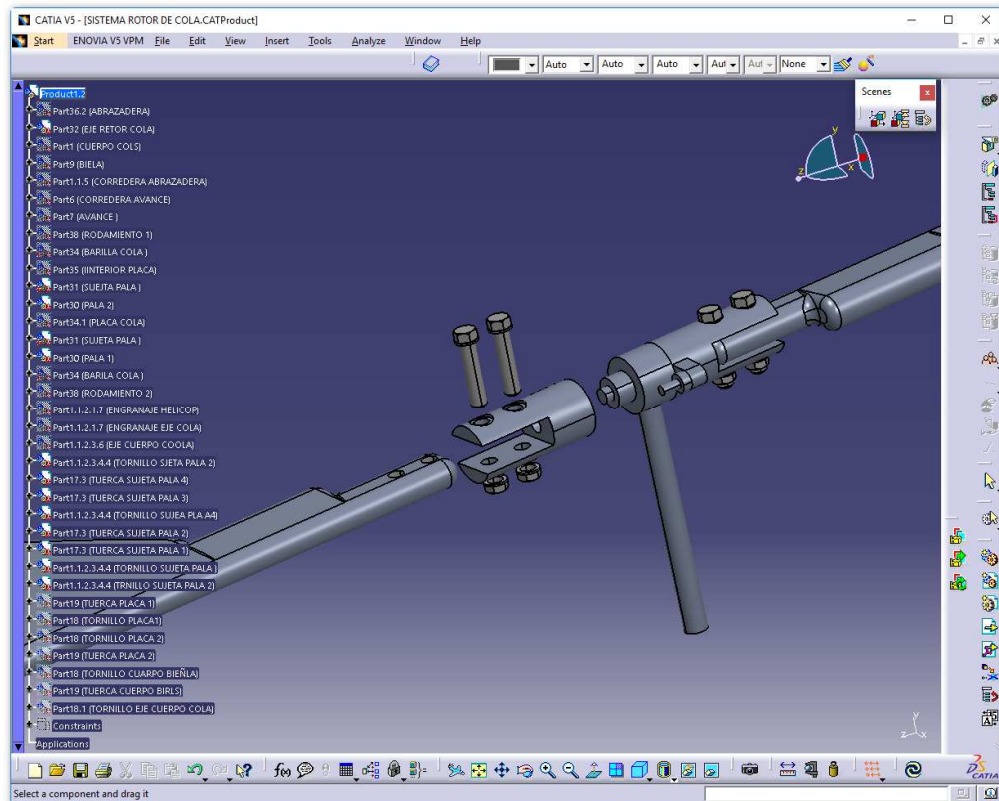 CATIA V5 - [SISTEMA ROTOR DE COLA.CATProduct]
Start ENOVIA V5 VPM File Edit View Insert Tools Analyze Window Help
Auto Auto Auto Aut Aut None
Scenes
Product1.2
Part36.2 (ABRAZADERA)
Part32 (EJE RETOR COLA)
Part1 (CUERPO COLS)
Part9 (BIELA)
Part1.1.5 (CORREDERA ABRAZADERA)
Part6 (CORREDERA AVANCE)
Part7 (AVANCE )
Part38 (RODAMIENTO 1)
Part34 (BARILLA COLA )
Part35 (IINTERIOR PLACA)
Part31 (SUEJTA PALA )
Part30 (PALA 2)
Part34.1 (PLACA COLA)
Part31 (SUJETA PALA )
Part30 (PALA 1)
Part34 (BARILA COLA )
Part38 (RODAMIENTO 2)
Part1.1.2.1.7 (ENGRANAJE HELICOP)
Part1.1.2.1.7 (ENGRANAJE EJE COLA)
Part1.1.2.3.6 (EJE CUERPO COOLA)
Part1.1.2.3.4.4 (TORNILLO SJETA PALA 2)
Part17.3 (TUERCA SUJETA PALA 4)
Part17.3 (TUERCA SUJETA PALA 3)
Part1.1.2.3.4.4 (TORNILLO SUJEA PLA A4)
Part17.3 (TUERCA SUJETA PALA 2)
Part17.3 (TUERCA SUJETA PALA 1)
Part1.1.2.3.4.4 (TORNILLO SUJETA PALA )
Part1.1.2.3.4.4 (TRNILLO SUJETA PALA 2)
Part19 (TUERCA PLACA 1)
Part18 (TORNILLO PLACA1)
Part18 (TORNILLO PLACA 2)
Part19 (TUERCA PLACA 2)
Part18 (TORNILLO CUARPO BIEÑLA)
Part19 (TUERCA CUERPO BIRLS)
Part18.1 (TORNILLO EJE CUERPO COLA)
Constraints
Applications
y
z
x
y
z
x
f(x)
CATIA
Select a component and drag it